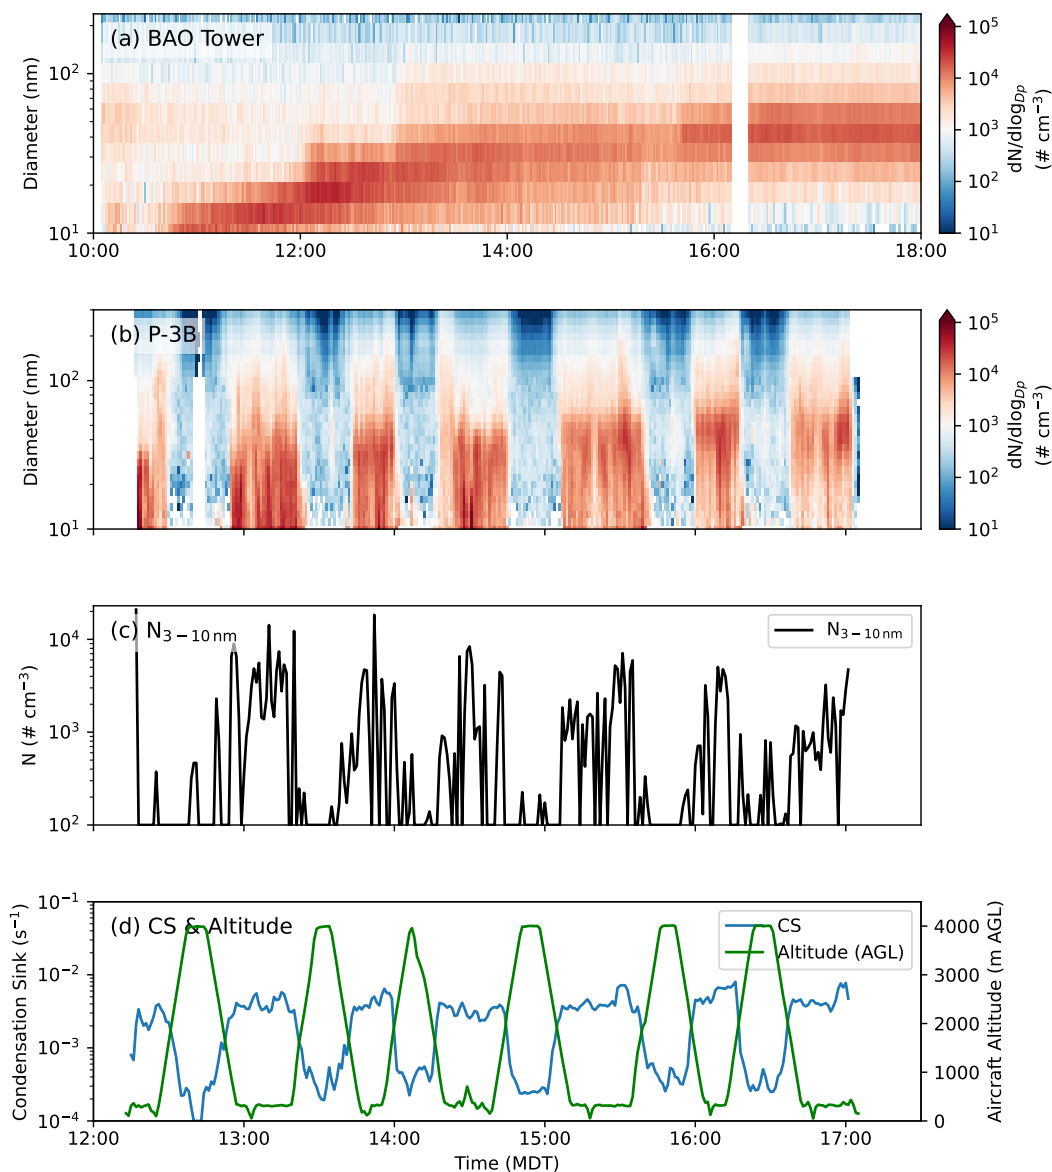 (a) BAO Tower
Diameter (nm)
10²
10¹
10:00 12:00 14:00 16:00 18:00
10⁵
10⁴
10³
10²
10¹
dN/dlog_Dp
(# cm⁻³)
(b) P-3B
Diameter (nm)
10²
10¹
10⁵
10⁴
10³
10²
10¹
dN/dlog_Dp
(# cm⁻³)
(c) N₃₋₁₀ ₙₘ
N₃₋₁₀ ₙₘ
N (# cm⁻³)
10⁴
10³
10²
(d) CS & Altitude
CS
Altitude (AGL)
Condensation Sink (s⁻¹)
10⁻¹
10⁻²
10⁻³
10⁻⁴
4000
3000
2000
1000
0
Aircraft Altitude (m AGL)
12:00 13:00 14:00 15:00 16:00 17:00
Time (MDT)